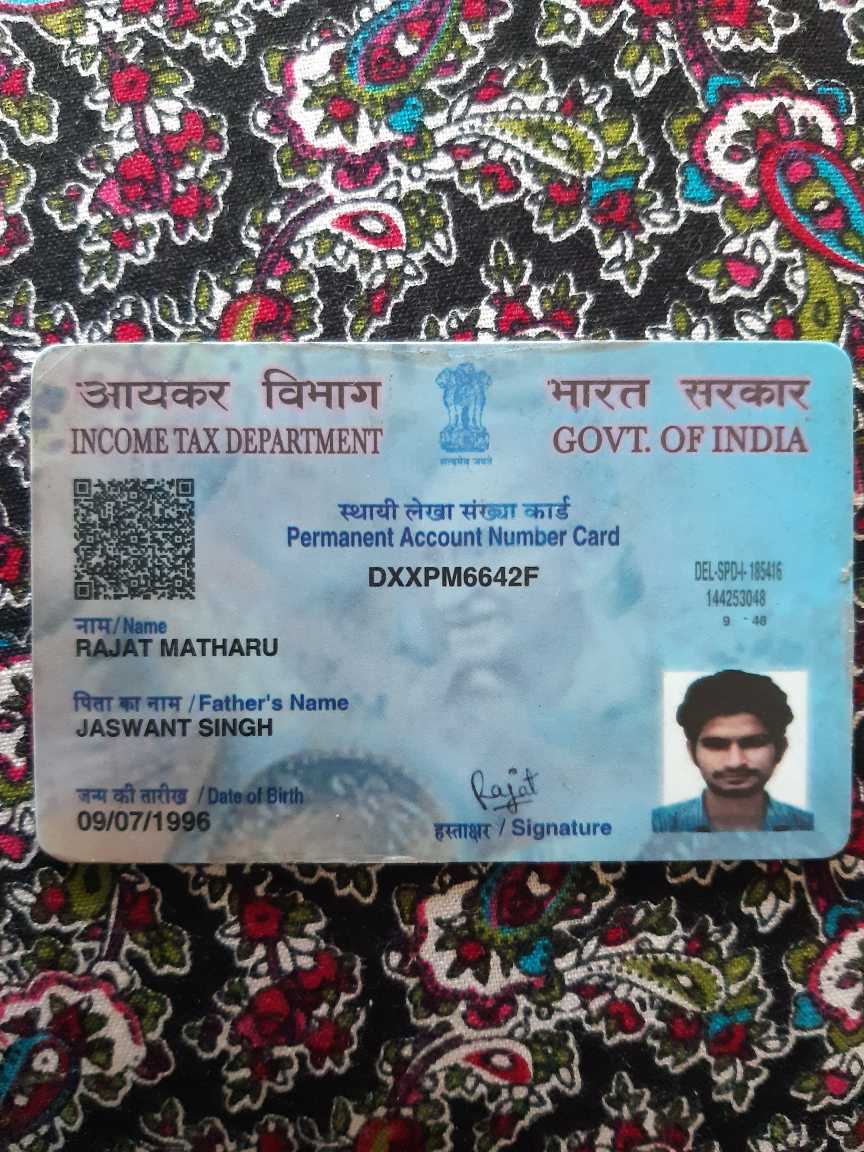 आयकर विभाग
INCOME TAX DEPARTMENT
सत्यमेव जयते
भारत सरकार
GOVT. OF INDIA
स्थायी लेखा संख्या कार्ड
Permanent Account Number Card
DXXPM6642F
DEL-SPD-I- 185416
144253048
9 - 48
नाम / Name
RAJAT MATHARU
पिता का नाम / Father's Name
JASWANT SINGH
जन्म की तारीख / Date of Birth
09/07/1996
Rajat
हस्ताक्षर / Signature